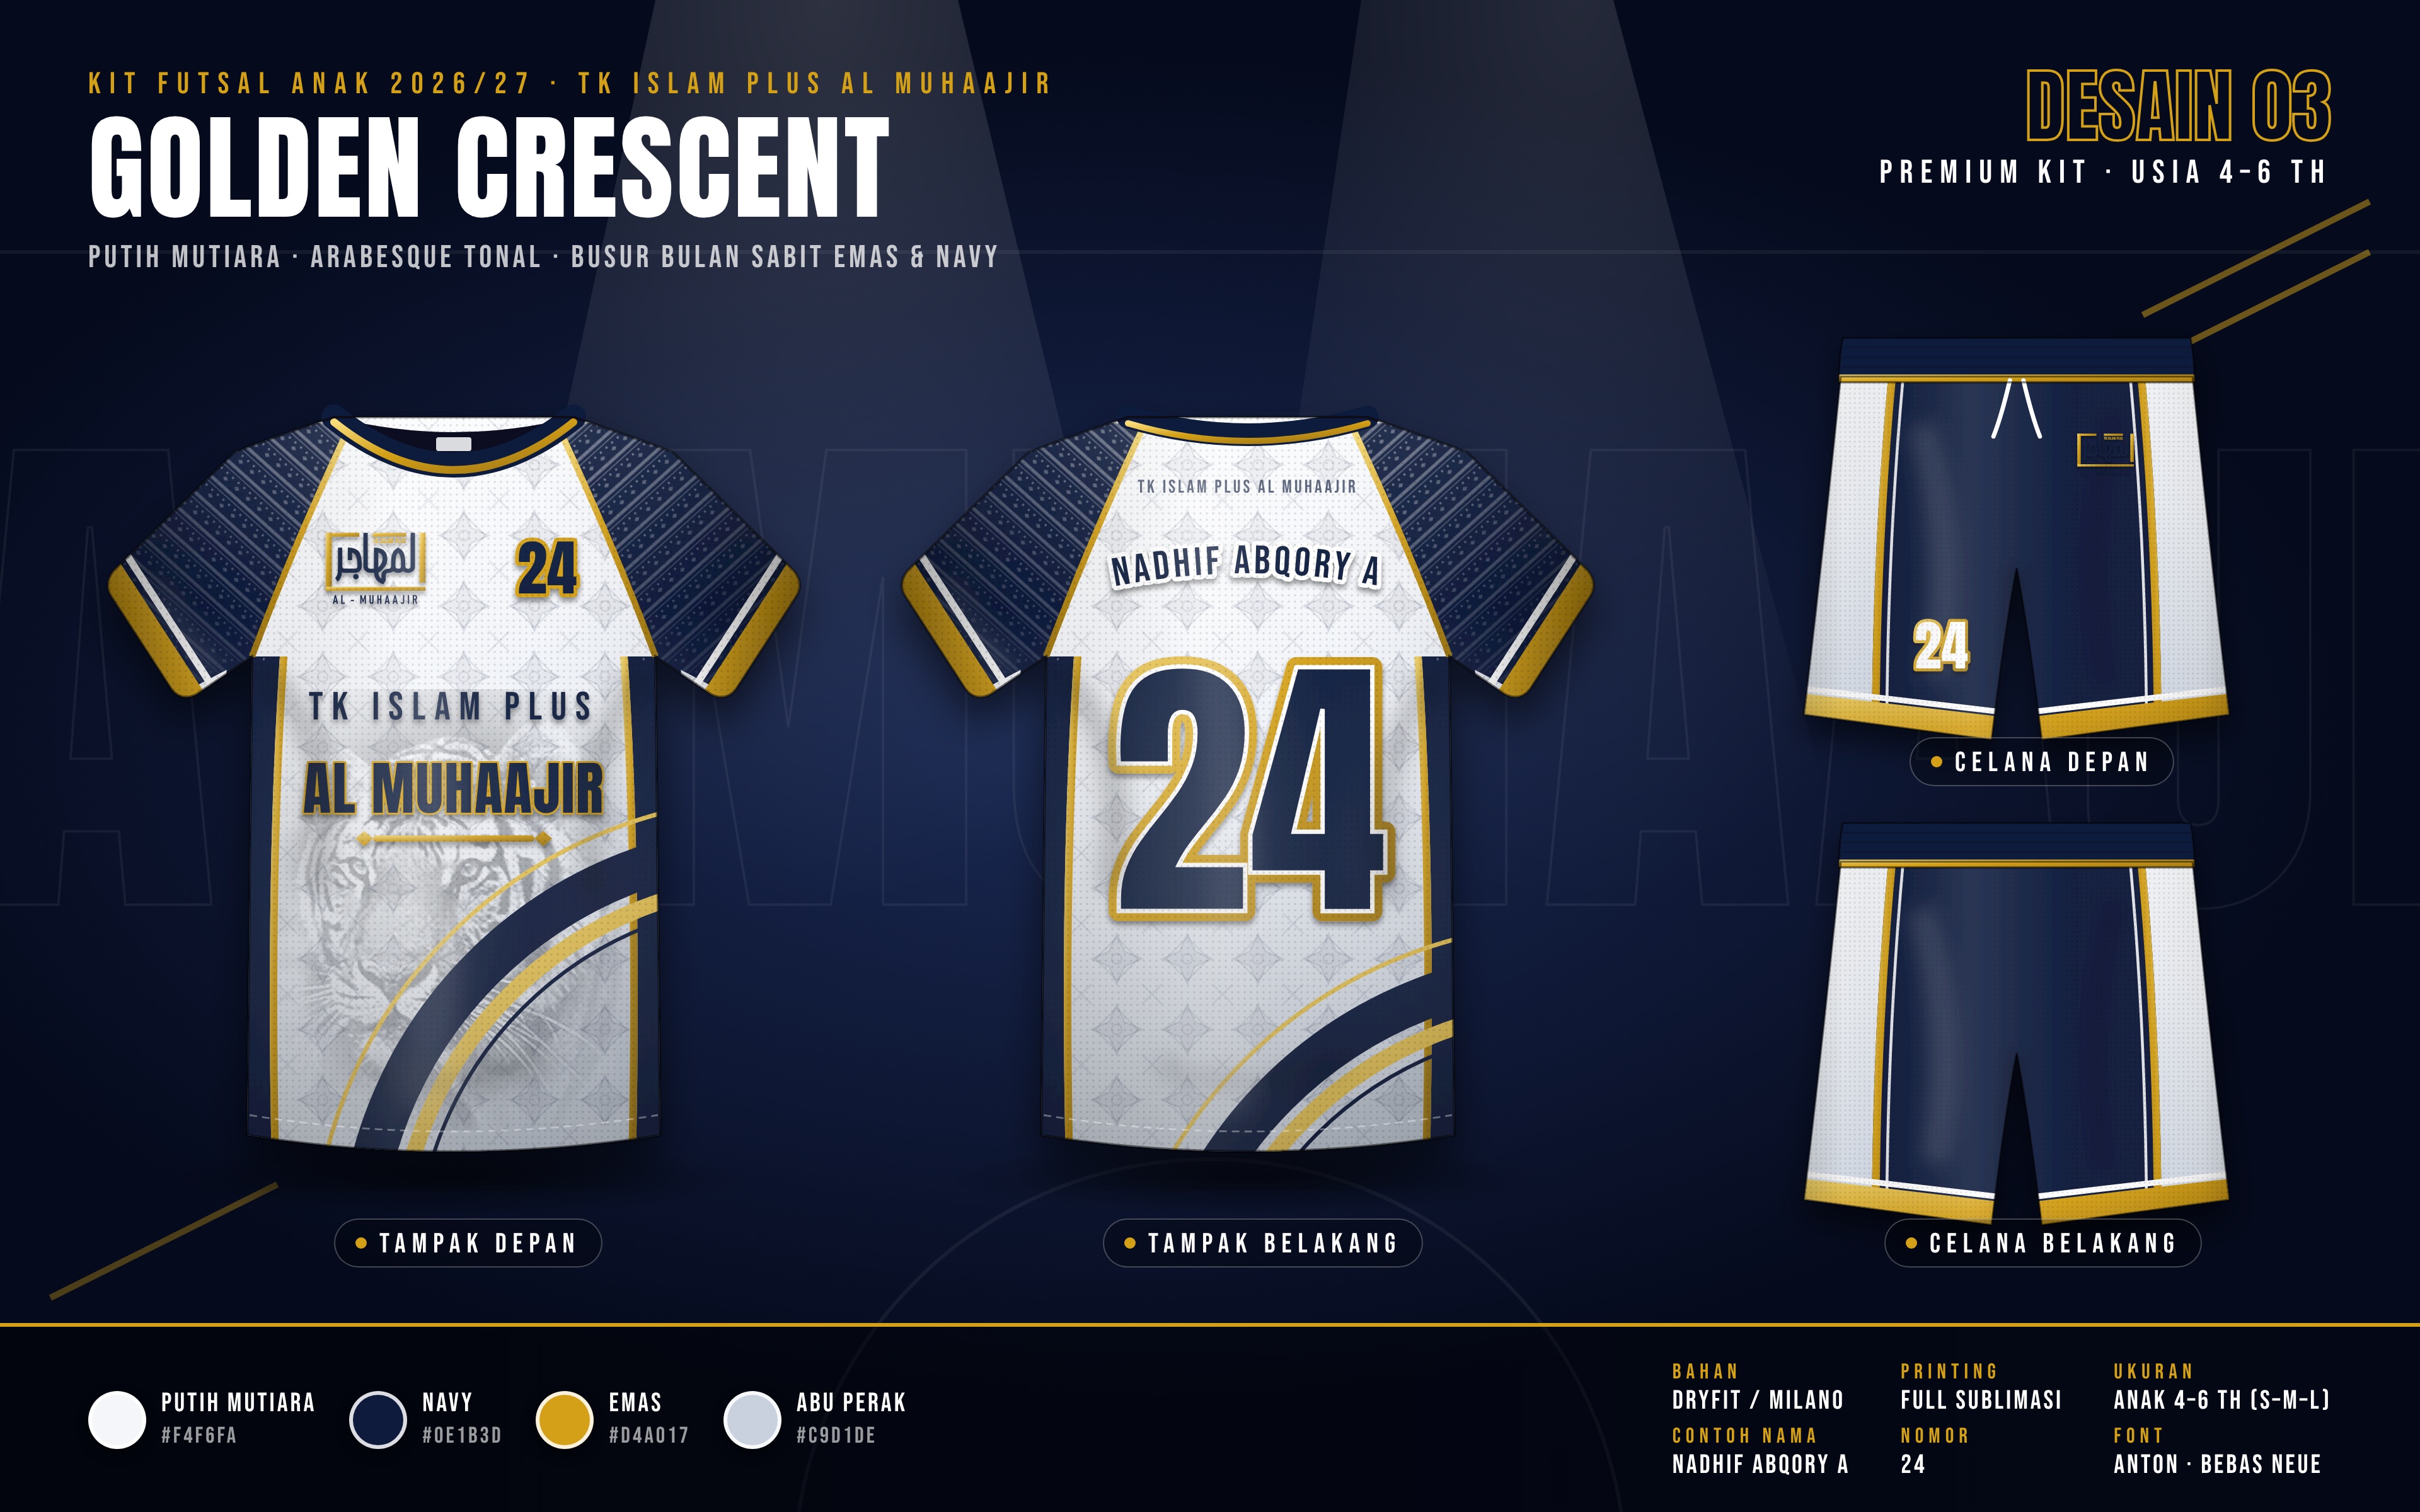 KIT FUTSAL ANAK 2026/27 · TK ISLAM PLUS AL MUHAAJIR
GOLDEN CRESCENT
PUTIH MUTIARA · ARABESQUE TONAL · BUSUR BULAN SABIT EMAS & NAVY
DESAIN 03
PREMIUM KIT · USIA 4–6 TH
المهاجر
AL - MUHAAJIR
24
TK ISLAM PLUS
AL MUHAAJIR
TAMPAK DEPAN
TK ISLAM PLUS AL MUHAAJIR
NADHIF ABQORY A
24
TAMPAK BELAKANG
24
CELANA DEPAN
CELANA BELAKANG
PUTIH MUTIARA
#F4F6FA
NAVY
#0E1B3D
EMAS
#D4A017
ABU PERAK
#C9D1DE
BAHAN
DRYFIT / MILANO
PRINTING
FULL SUBLIMASI
UKURAN
ANAK 4–6 TH (S–M–L)
CONTOH NAMA
NADHIF ABQORY A
NOMOR
24
FONT
ANTON · BEBAS NEUE